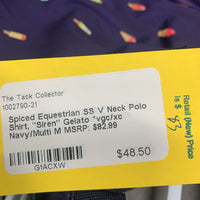 The Tack Collector
1002790-21
Spiced Equestrian SS V Neck Polo
Shirt, "Siren" Gelato *vgc/xc
Navy/Multi M MSRP: $82.99
$48.50
G1ACXW
Retail (New) Price
is $ 83